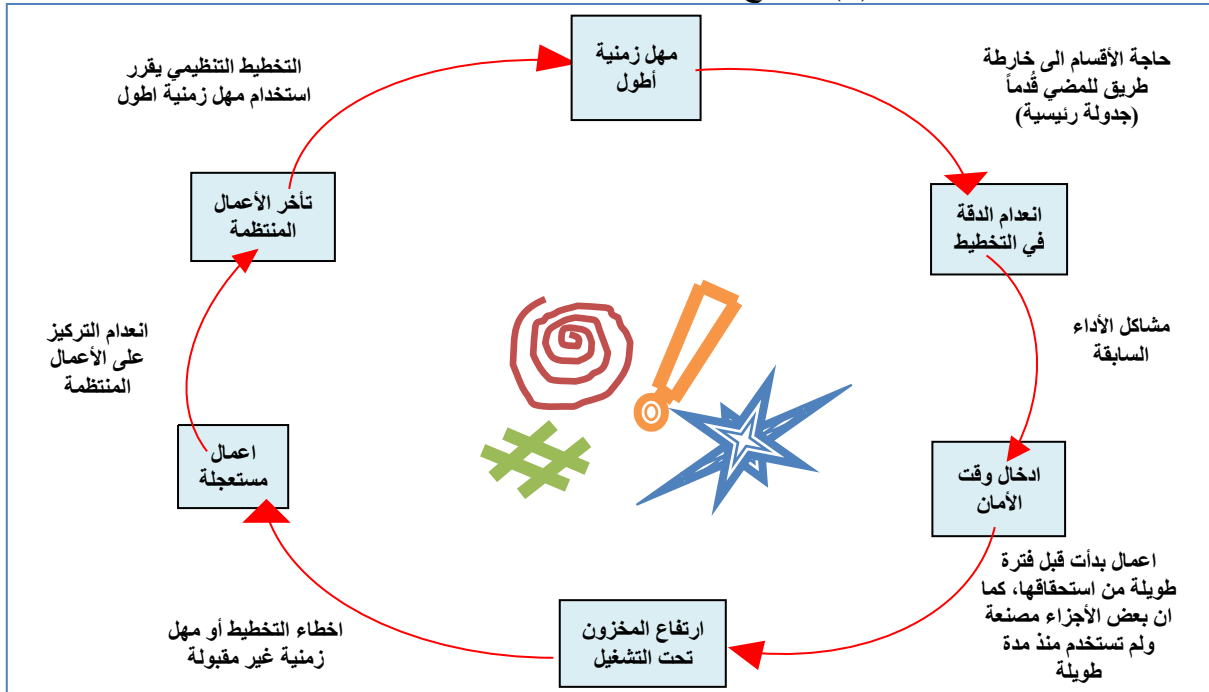 مهل زمنية
أطول
حاجة الأقسام الى خارطة
طريق للمضي قُدماً
(جدولة رئيسية)
انعدام الدقة
في التخطيط
مشاكل الأداء
السابقة
ادخال وقت
الأمان
اعمال بدأت قبل فترة
طويلة من استحقاقها، كما
ان بعض الأجزاء مصنعة
ولم تستخدم منذ مدة
طويلة
ارتفاع المخزون
تحت التشغيل
اخطاء التخطيط أو مهل
زمنية غير مقبولة
اعمال
مستعجلة
انعدام التركيز
على الأعمال
المنتظمة
تأخر الأعمال
المنتظمة
التخطيط التنظيمي يقرر
استخدام مهل زمنية اطول